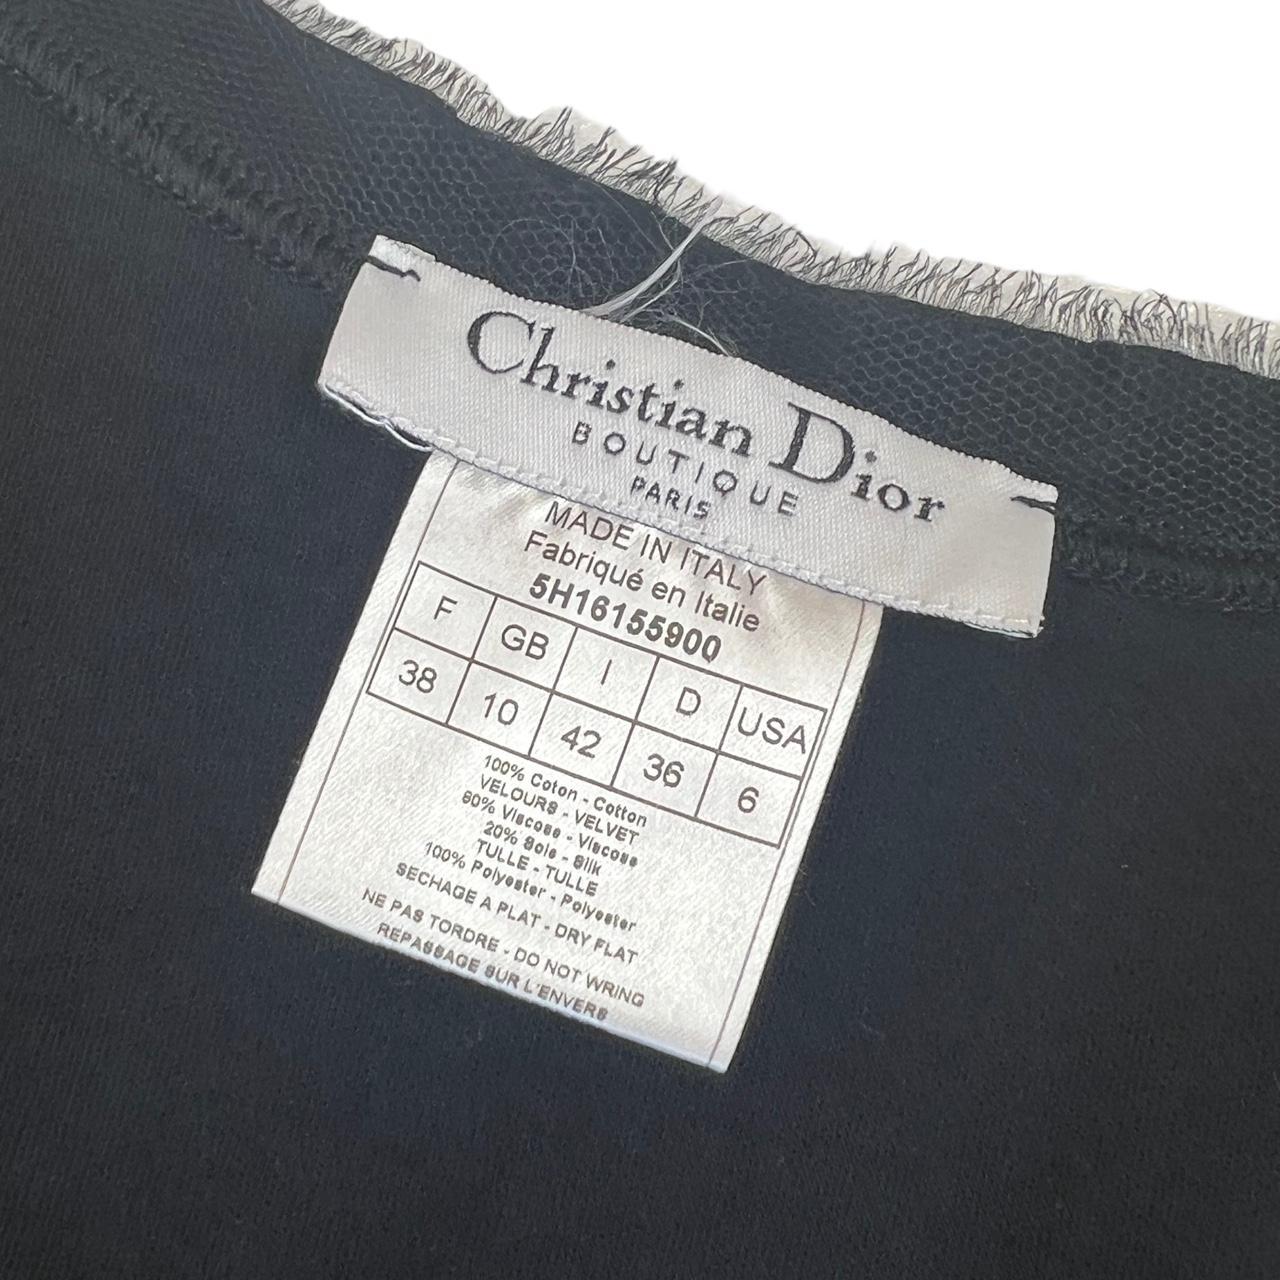 Christian Dior
BOUTIQUE
PARIS
MADE IN ITALY
Fabriqué en Italie
5H16155900
F GB I D USA
38 10 42 36 6
100% Coton - Cotton
VELOURS - VELVET
80% Viscose - Viscose
20% Soie - Silk
TULLE - TULLE
100% Polyester - Polyester
SECHAGE A PLAT - DRY FLAT
NE PAS TORDRE - DO NOT WRING
REPASSAGE SUR L'ENVERS